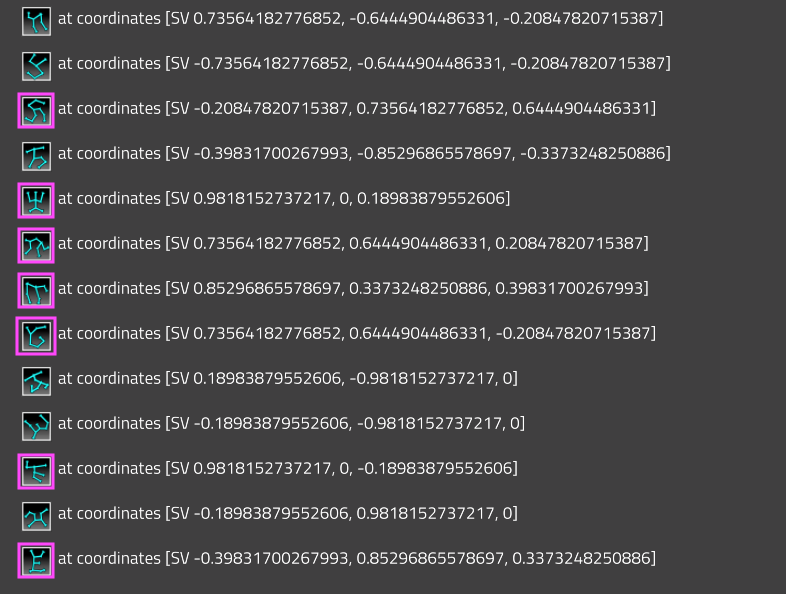 at coordinates [SV 0.73564182776852, -0.6444904486331, -0.20847820715387]
at coordinates [SV -0.73564182776852, -0.6444904486331, -0.20847820715387]
at coordinates [SV -0.20847820715387, 0.73564182776852, 0.6444904486331]
at coordinates [SV -0.39831700267993, -0.85296865578697, -0.3373248250886]
at coordinates [SV 0.9818152737217, 0, 0.18983879552606]
at coordinates [SV 0.73564182776852, 0.6444904486331, 0.20847820715387]
at coordinates [SV 0.85296865578697, 0.3373248250886, 0.39831700267993]
at coordinates [SV 0.73564182776852, 0.6444904486331, -0.20847820715387]
at coordinates [SV 0.18983879552606, -0.9818152737217, 0]
at coordinates [SV -0.18983879552606, -0.9818152737217, 0]
at coordinates [SV 0.9818152737217, 0, -0.18983879552606]
at coordinates [SV -0.18983879552606, 0.9818152737217, 0]
at coordinates [SV -0.39831700267993, 0.85296865578697, 0.3373248250886]